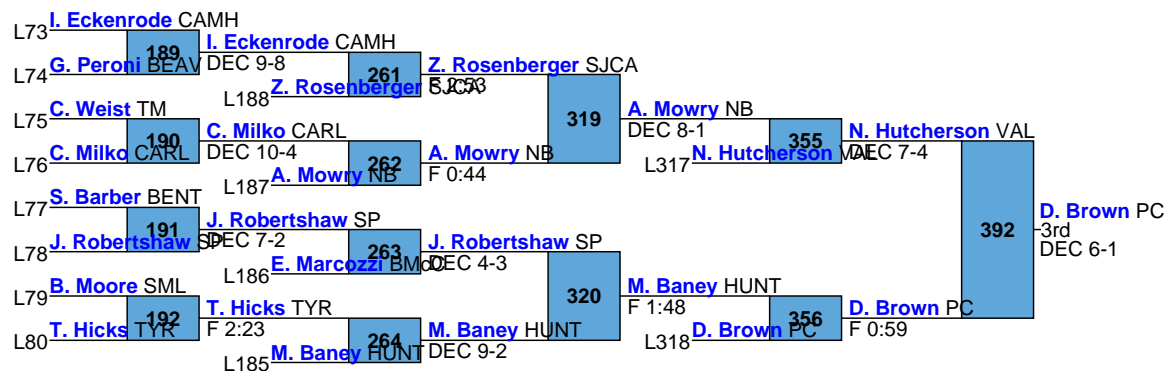 L73 I. Eckenrode CAMH
189
L74 G. Peroni BEAV
I. Eckenrode CAMH
DEC 9-8
261
L188 Z. Rosenberger SJCA
Z. Rosenberger SJCA
F 2:53
L75 C. Weist TM
190
L76 C. Milko CARL
C. Milko CARL
DEC 10-4
262
L187 A. Mowry NB
A. Mowry NB
F 0:44
319
A. Mowry NB
DEC 8-1
355
L317 N. Hutcherson VAL
N. Hutcherson VAL
DEC 7-4
L77 S. Barber BENT
191
L78 J. Robertshaw SP
J. Robertshaw SP
DEC 7-2
263
L186 E. Marcozzi BMcC
J. Robertshaw SP
DEC 4-3
L79 B. Moore SML
192
L80 T. Hicks TYR
T. Hicks TYR
F 2:23
264
L185 M. Baney HUNT
M. Baney HUNT
DEC 9-2
320
M. Baney HUNT
F 1:48
356
L318 D. Brown PC
D. Brown PC
F 0:59
392
D. Brown PC
3rd
DEC 6-1